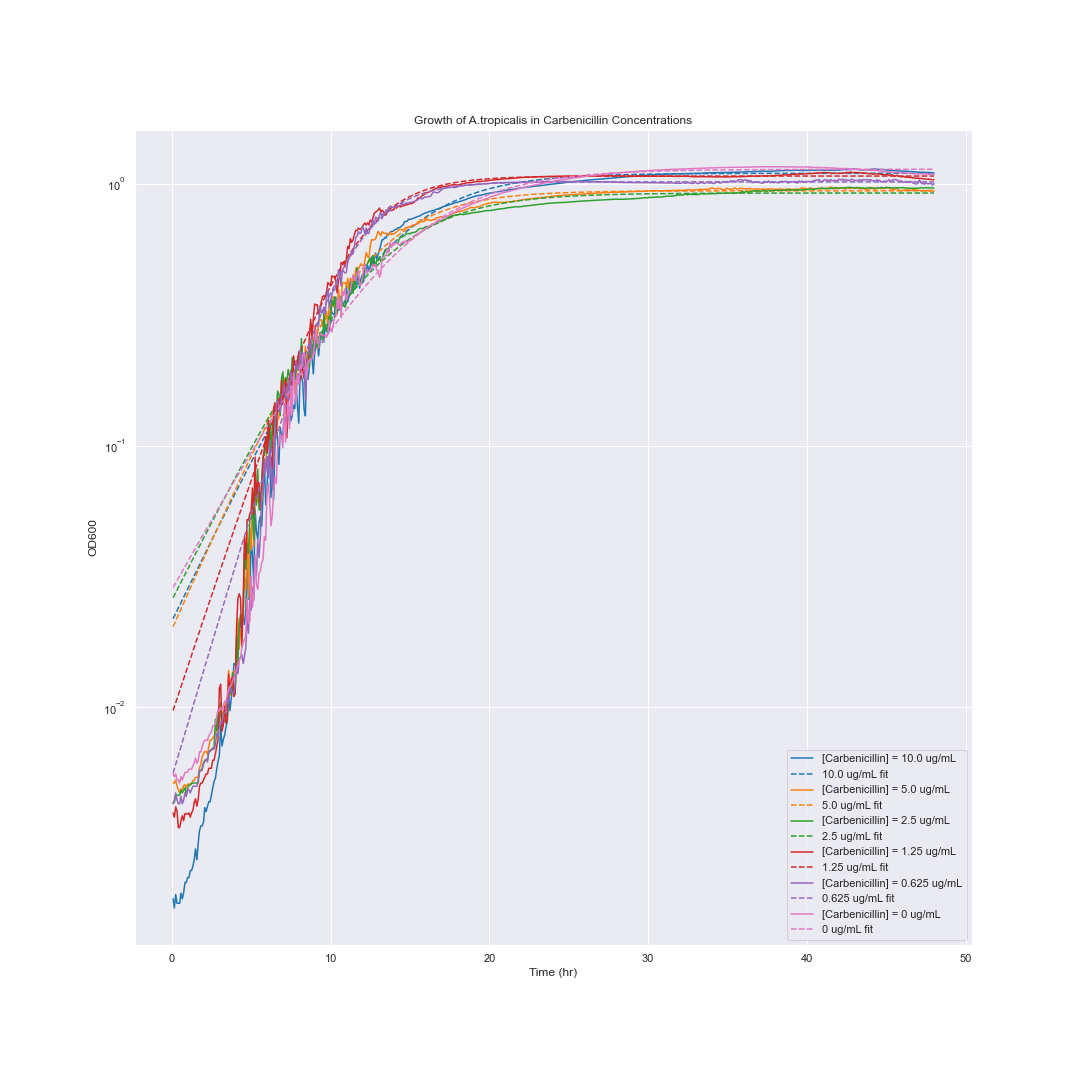 Growth of A.tropicalis in Carbenicillin Concentrations
OD600
10⁰
10⁻¹
10⁻²
0 10 20 30 40 50
Time (hr)
[Carbenicillin] = 10.0 ug/mL
10.0 ug/mL fit
[Carbenicillin] = 5.0 ug/mL
5.0 ug/mL fit
[Carbenicillin] = 2.5 ug/mL
2.5 ug/mL fit
[Carbenicillin] = 1.25 ug/mL
1.25 ug/mL fit
[Carbenicillin] = 0.625 ug/mL
0.625 ug/mL fit
[Carbenicillin] = 0 ug/mL
0 ug/mL fit